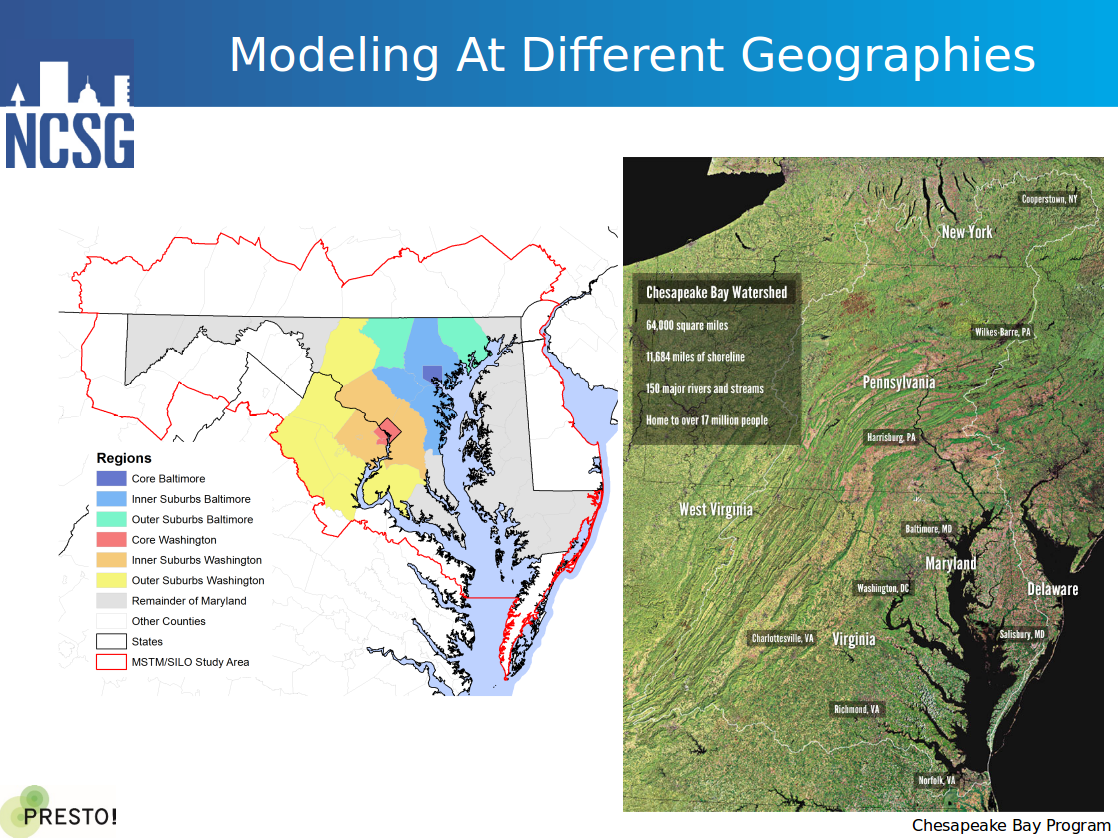 Modeling At Different Geographies
NCSG
Regions
Core Baltimore
Inner Suburbs Baltimore
Outer Suburbs Baltimore
Core Washington
Inner Suburbs Washington
Outer Suburbs Washington
Remainder of Maryland
Other Counties
States
MSTM/SILO Study Area
Cooperstown, NY
New York
Chesapeake Bay Watershed
64,000 square miles
11,684 miles of shoreline
150 major rivers and streams
Home to over 17 million people
Wilkes-Barre, PA
Pennsylvania
Harrisburg, PA
West Virginia
Baltimore, MD
Maryland
Washington, DC
Delaware
Charlottesville, VA
Virginia
Salisbury, MD
Richmond, VA
Norfolk, VA
PRESTO!
Chesapeake Bay Program